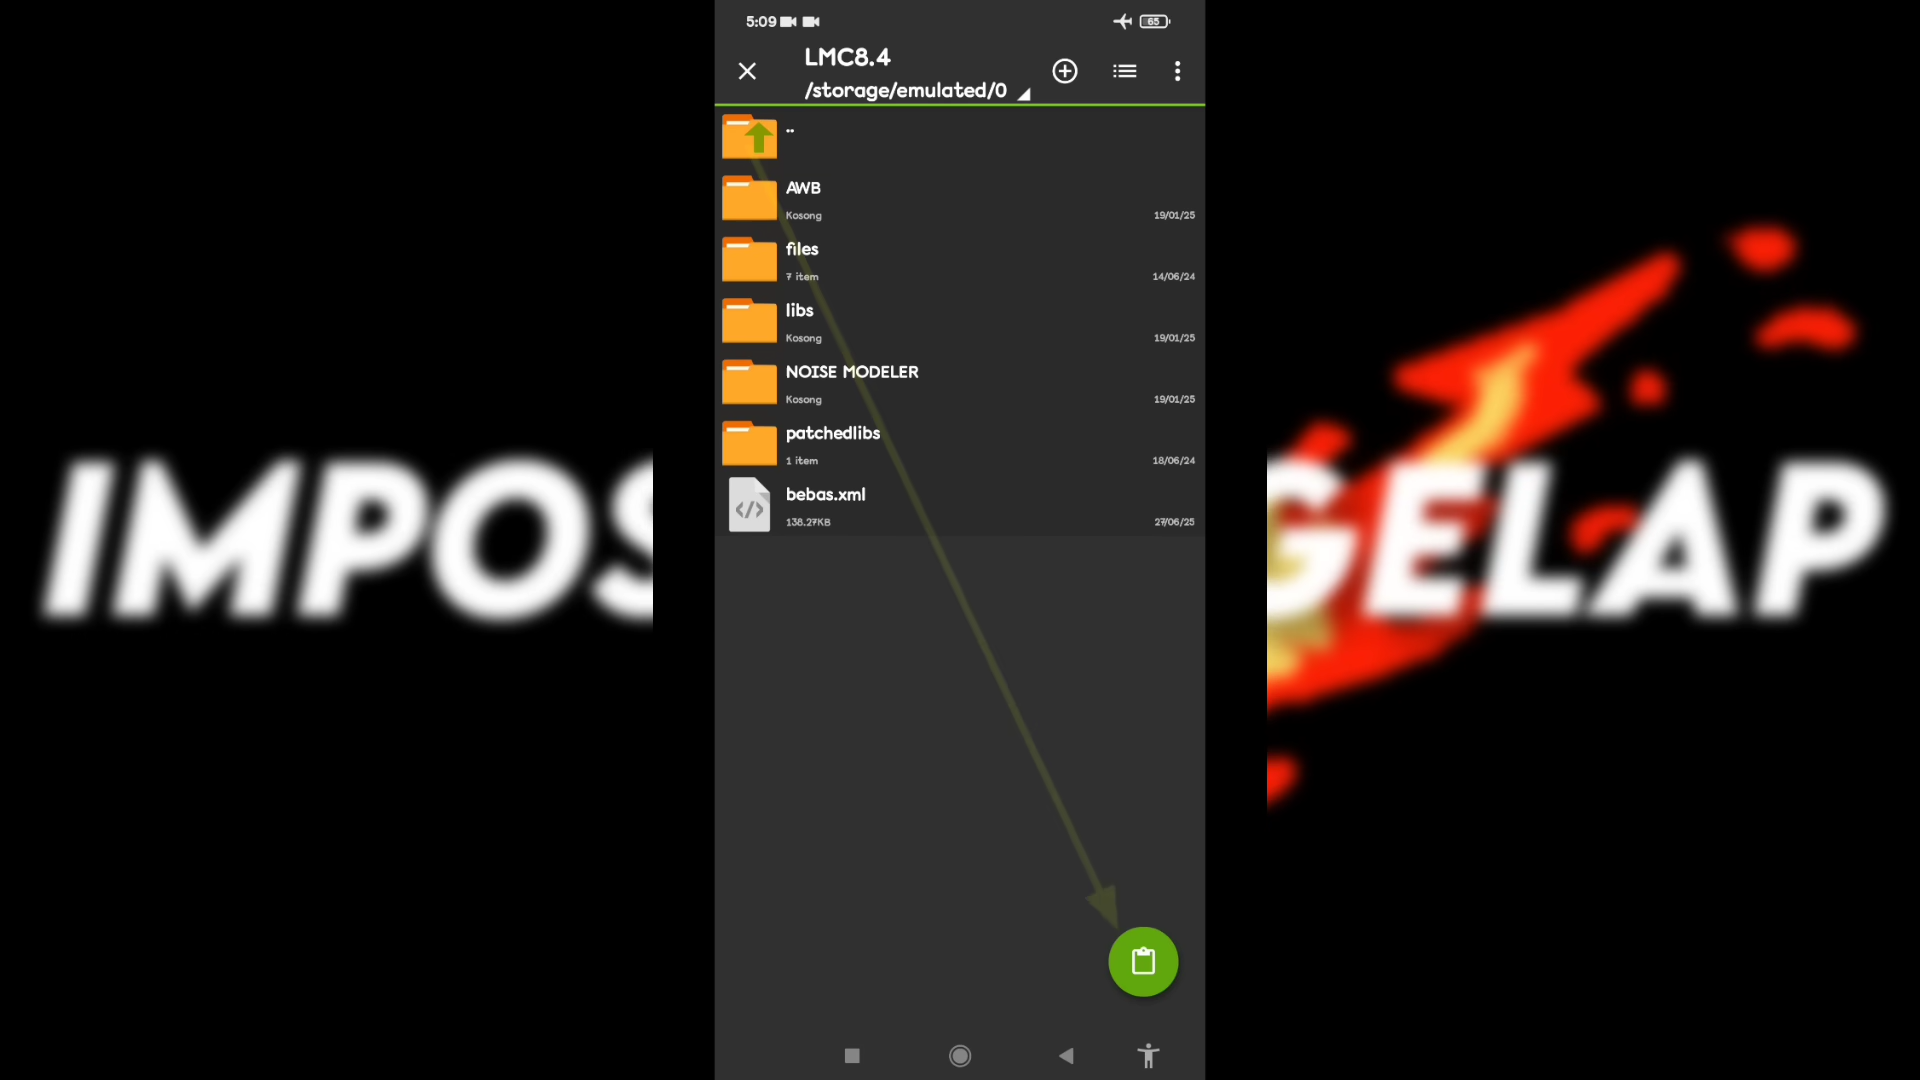 5:09
65
LMC8.4
/storage/emulated/0
..
AWB
Kosong
19/01/25
files
7 item
14/06/24
libs
Kosong
19/01/25
NOISE MODELER
Kosong
19/01/25
patchedlibs
1 item
18/06/24
bebas.xml
138.27KB
27/06/25
IMPOS
GELAP